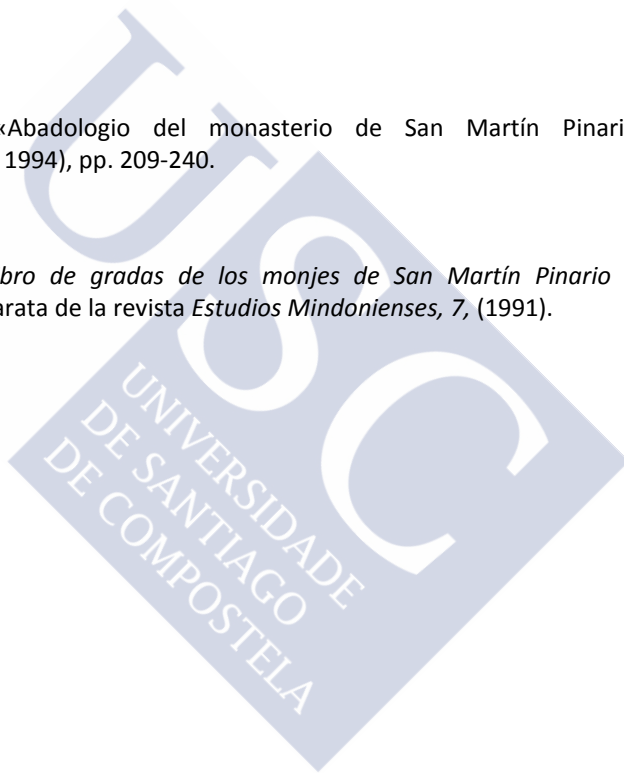 «Abadologio del monasterio de San Martín Pinari
1994), pp. 209-240.
bro de gradas de los monjes de San Martín Pinario
arata de la revista Estudios Mindonienses, 7, (1991).
USC
UNIVERSIDADE
DE SANTIAGO
DE COMPOSTELA